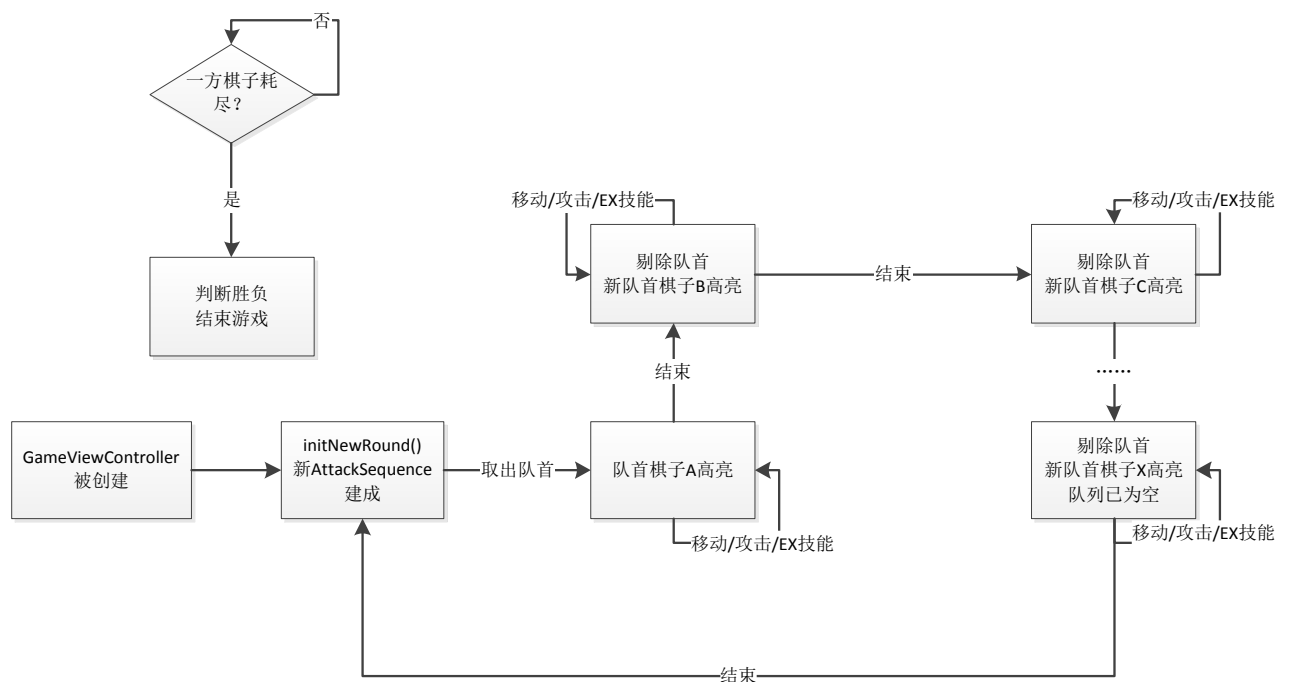 否
一方棋子耗
尽？
是
判断胜负
结束游戏
移动/攻击/EX技能
剔除队首
新队首棋子B高亮
结束
移动/攻击/EX技能
剔除队首
新队首棋子C高亮
结束
……
GameViewController
被创建
initNewRound()
新AttackSequence
建成
取出队首
队首棋子A高亮
移动/攻击/EX技能
剔除队首
新队首棋子X高亮
队列已为空
移动/攻击/EX技能
结束